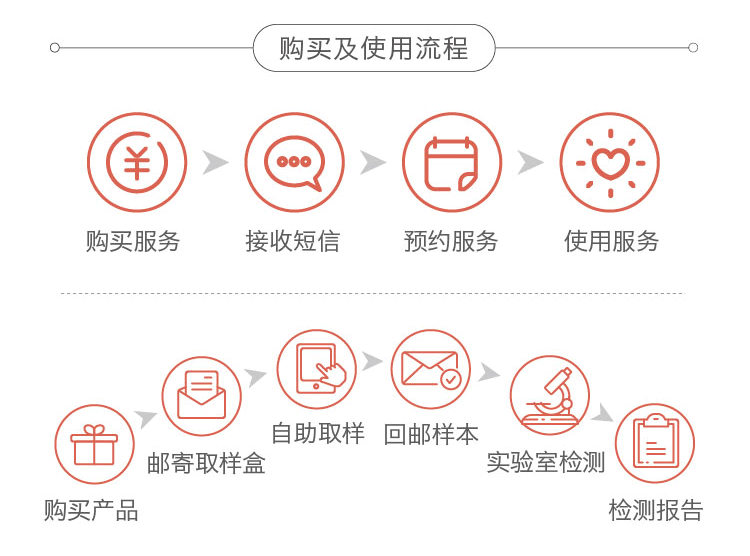 购买及使用流程
购买服务
接收短信
预约服务
使用服务
购买产品
邮寄取样盒
自助取样
回邮样本
实验室检测
检测报告